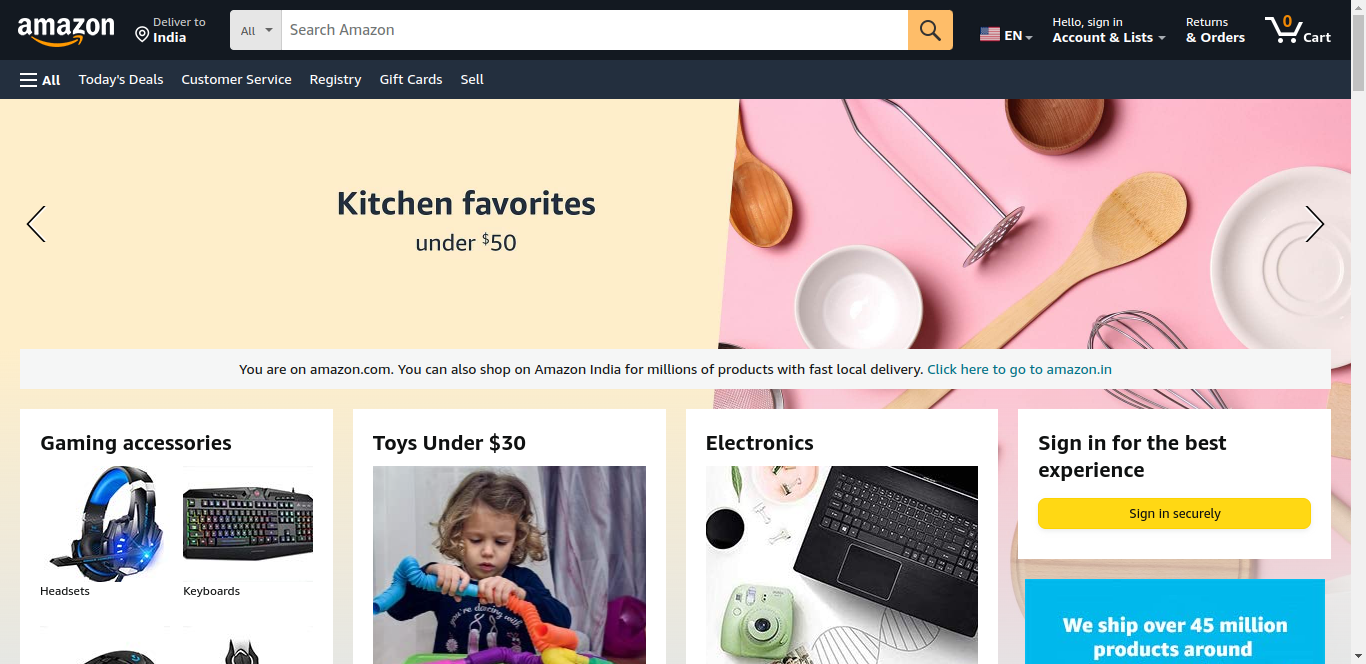 amazon
Deliver to
India
All
Search Amazon
EN
Hello, sign in
Account & Lists
Returns
& Orders
0
Cart
All
Today's Deals
Customer Service
Registry
Gift Cards
Sell
Kitchen favorites
under $50
You are on amazon.com. You can also shop on Amazon India for millions of products with fast local delivery. Click here to go to amazon.in
Gaming accessories
Headsets
Keyboards
Toys Under $30
you're dancing with
Electronics
Sign in for the best
experience
Sign in securely
We ship over 45 million
products around